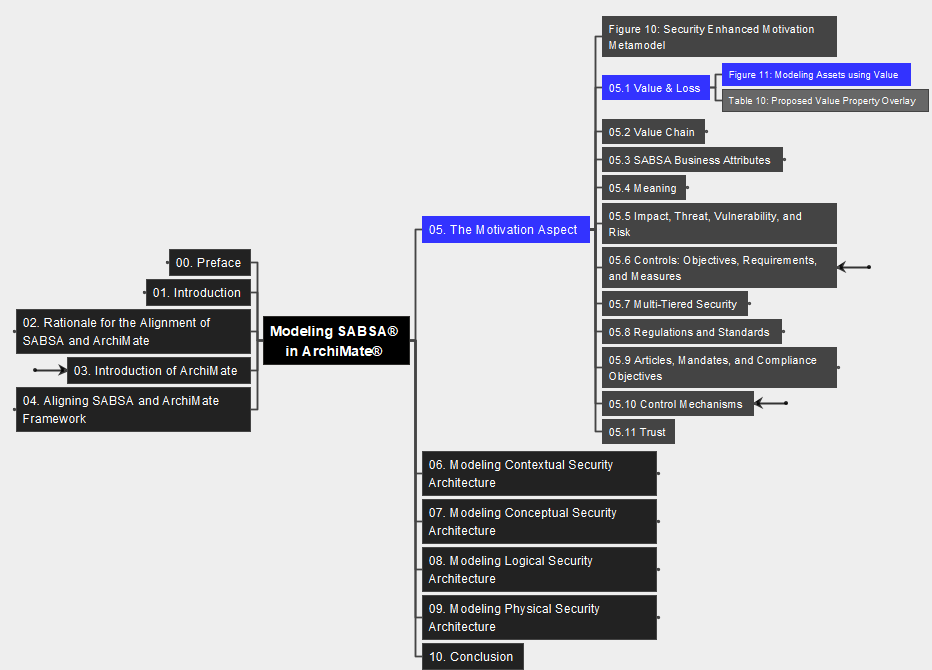 Modeling SABSA®
in ArchiMate®
00. Preface
01. Introduction
02. Rationale for the Alignment of
SABSA and ArchiMate
03. Introduction of ArchiMate
04. Aligning SABSA and ArchiMate
Framework
05. The Motivation Aspect
Figure 10: Security Enhanced Motivation
Metamodel
05.1 Value & Loss
Figure 11: Modeling Assets using Value
Table 10: Proposed Value Property Overlay
05.2 Value Chain
05.3 SABSA Business Attributes
05.4 Meaning
05.5 Impact, Threat, Vulnerability, and
Risk
05.6 Controls: Objectives, Requirements,
and Measures
05.7 Multi-Tiered Security
05.8 Regulations and Standards
05.9 Articles, Mandates, and Compliance
Objectives
05.10 Control Mechanisms
05.11 Trust
06. Modeling Contextual Security
Architecture
07. Modeling Conceptual Security
Architecture
08. Modeling Logical Security
Architecture
09. Modeling Physical Security
Architecture
10. Conclusion